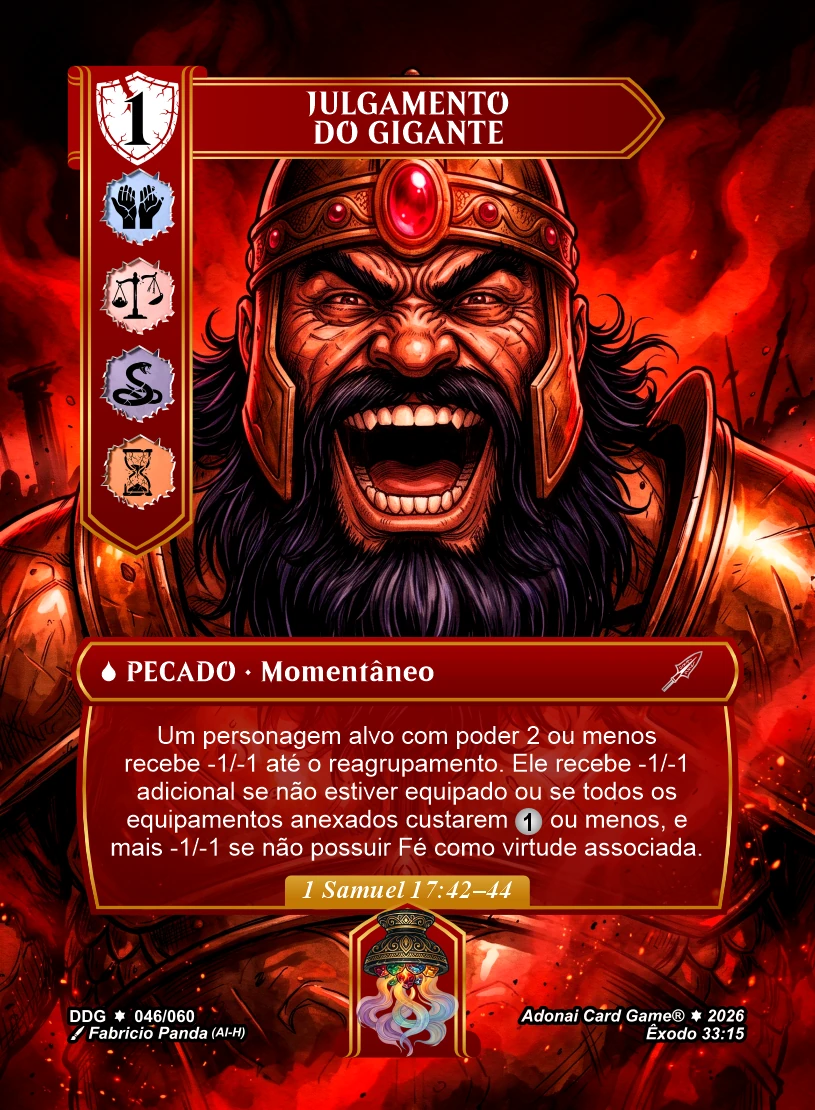 1
JULGAMENTO
DO GIGANTE
PECADO · Momentâneo
Um personagem alvo com poder 2 ou menos
recebe -1/-1 até o reagrupamento. Ele recebe -1/-1
adicional se não estiver equipado ou se todos os
equipamentos anexados custarem 1 ou menos, e
mais -1/-1 se não possuir Fé como virtude associada.
1 Samuel 17:42–44
DDG ✶ 046/060
Fabricio Panda (AI-H)
Adonai Card Game® ✶ 2026
Êxodo 33:15